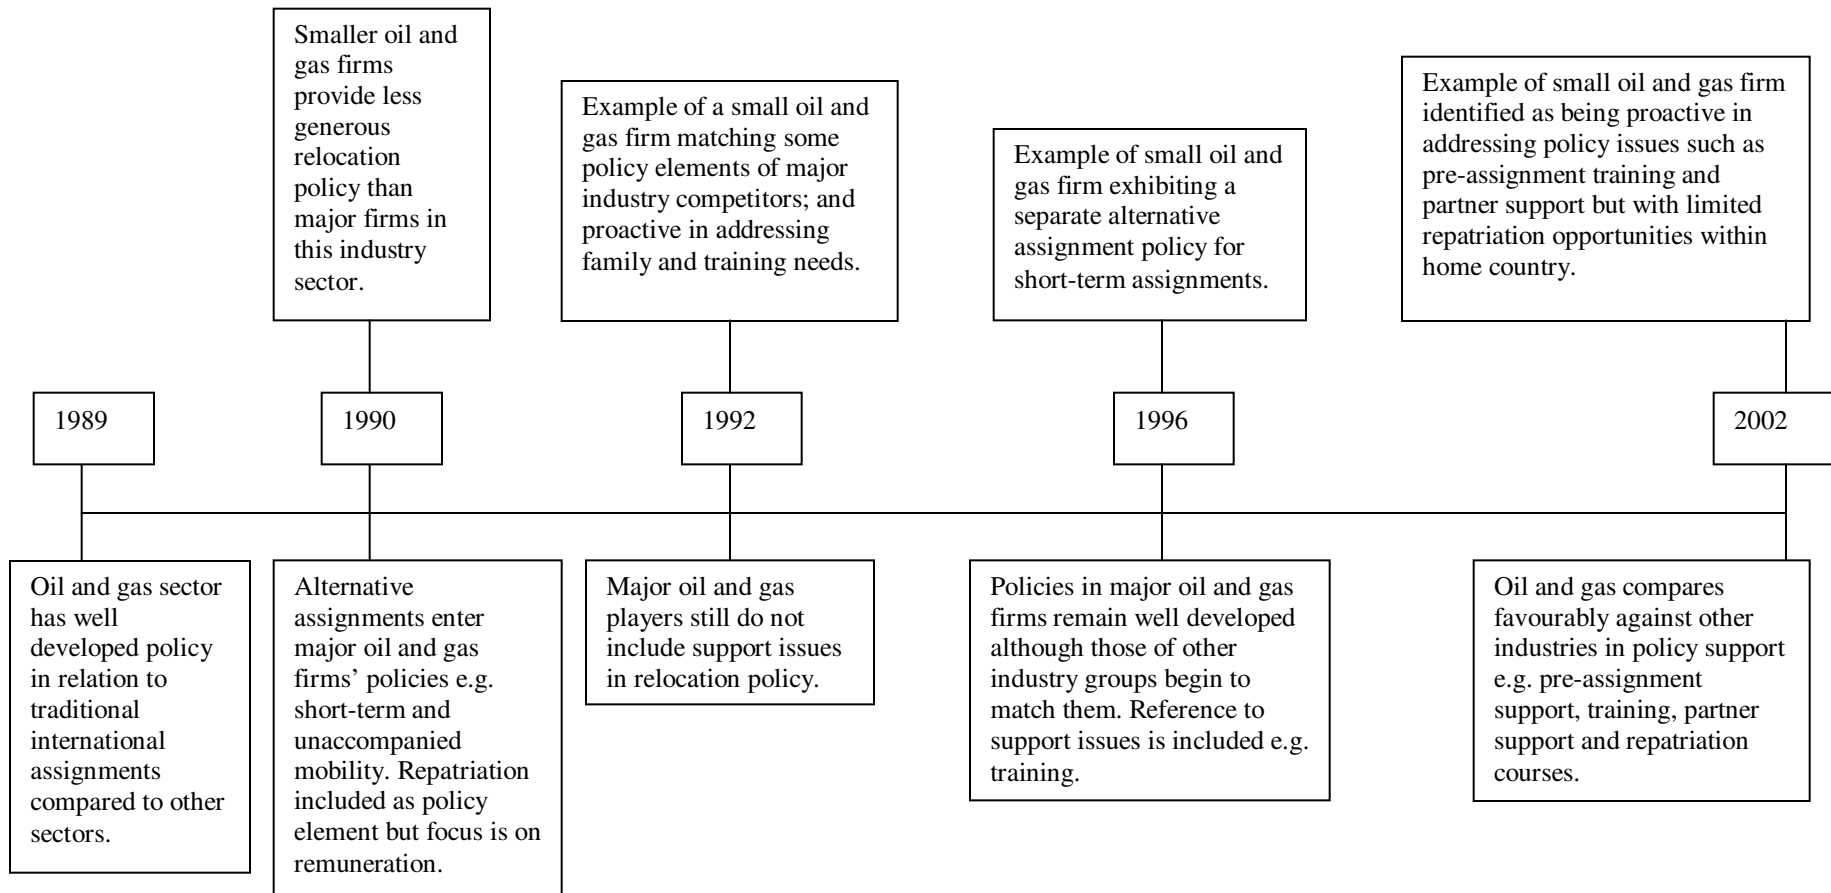 Smaller oil and
gas firms
provide less
generous
relocation
policy than
major firms in
this industry
sector.
Example of a small oil and
gas firm matching some
policy elements of major
industry competitors; and
proactive in addressing
family and training needs.
Example of small oil and
gas firm exhibiting a
separate alternative
assignment policy for
short-term assignments.
Example of small oil and gas firm
identified as being proactive in
addressing policy issues such as
pre-assignment training and
partner support but with limited
repatriation opportunities within
home country.
1989
1990
1992
1996
2002
Oil and gas sector
has well
developed policy
in relation to
traditional
international
assignments
compared to other
sectors.
Alternative
assignments enter
major oil and gas
firms’ policies e.g.
short-term and
unaccompanied
mobility. Repatriation
included as policy
element but focus is on
remuneration.
Major oil and gas
players still do not
include support issues
in relocation policy.
Policies in major oil and gas
firms remain well developed
although those of other
industry groups begin to
match them. Reference to
support issues is included e.g.
training.
Oil and gas compares
favourably against other
industries in policy support
e.g. pre-assignment
support, training, partner
support and repatriation
courses.